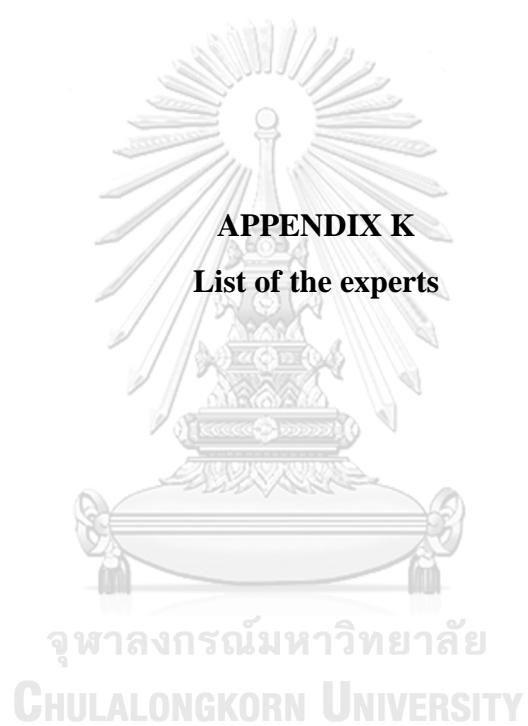 APPENDIX K
List of the experts
จุฬาลงกรณ์มหาวิทยาลัย
CHULALONGKORN UNIVERSITY